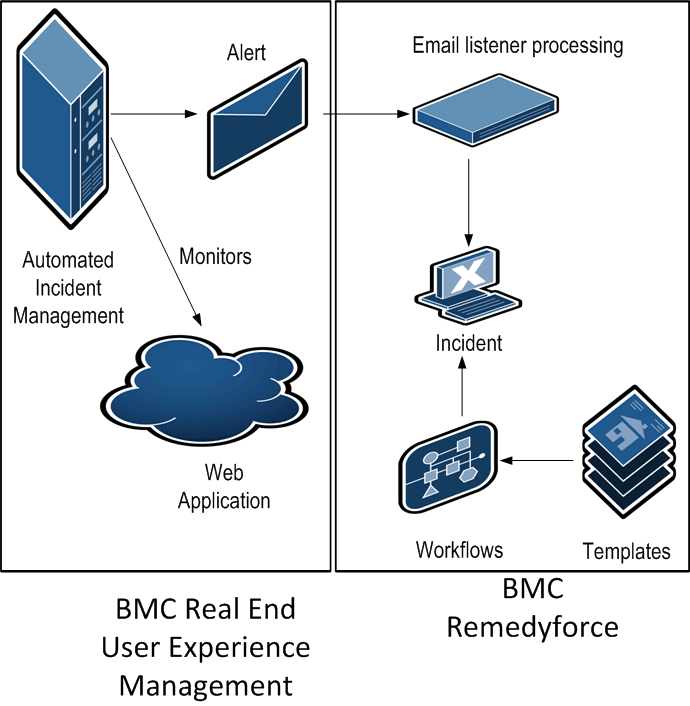 Alert
Automated
Incident
Management
Monitors
Web
Application
Email listener processing
Incident
Workflows
Templates
BMC Real End
User Experience
Management
BMC
Remedyforce